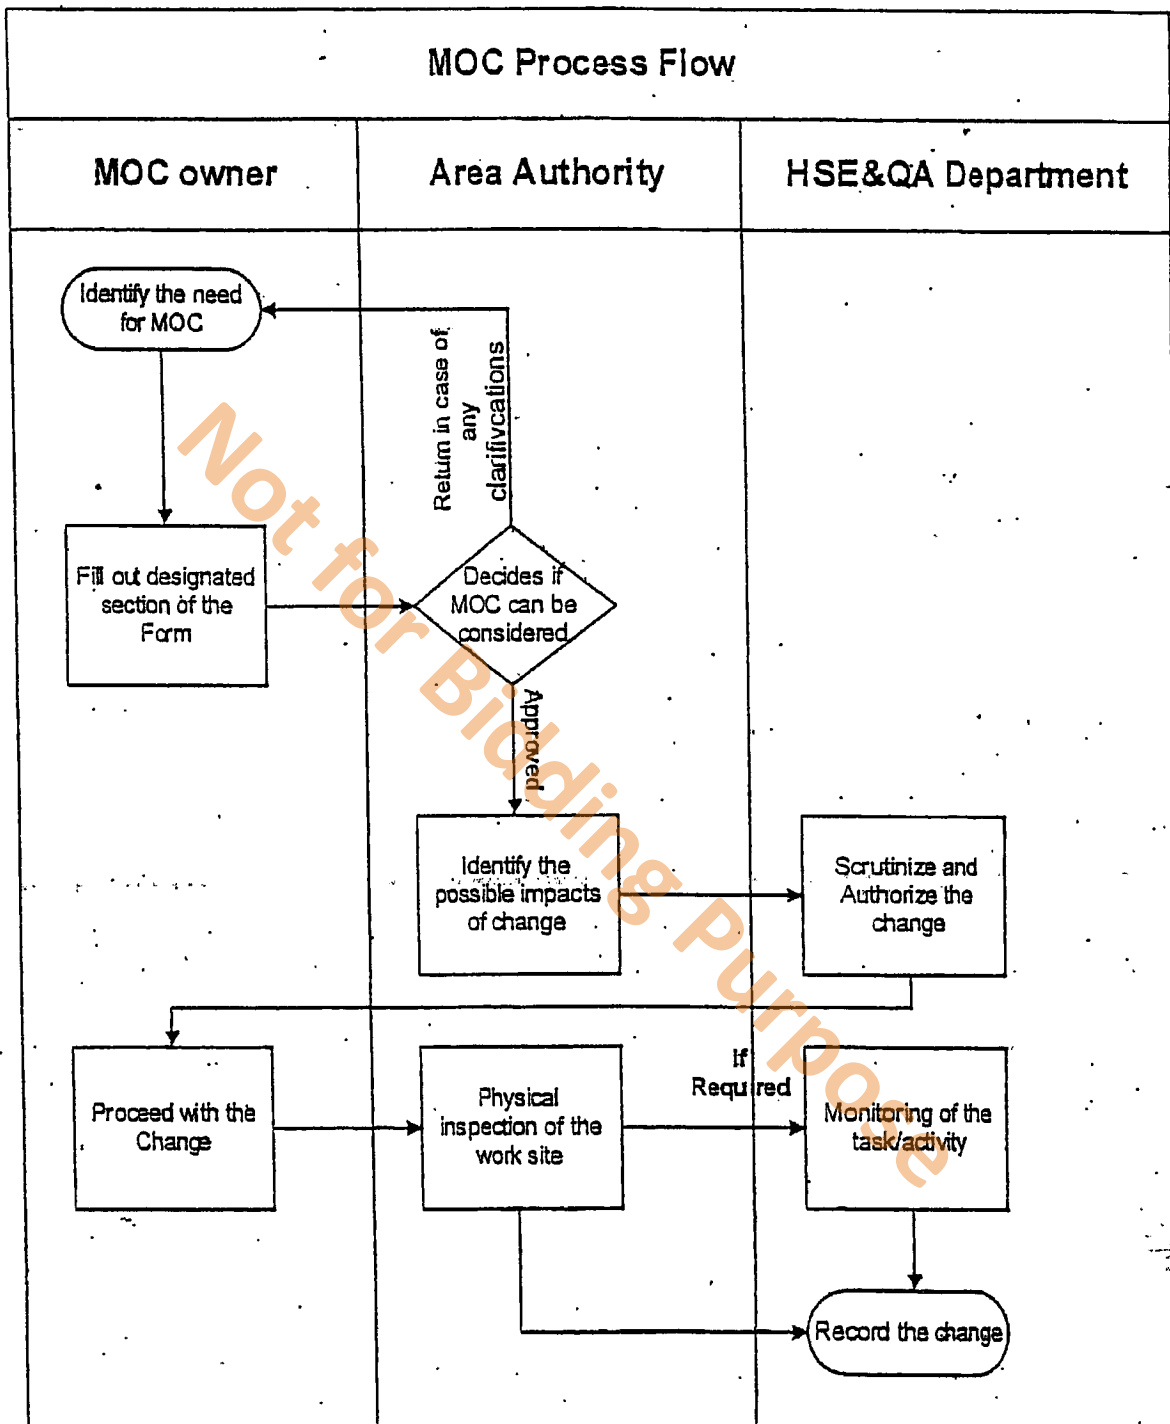 MOC Process Flow
MOC owner
Area Authority
HSE&QA Department
Identify the need
for MOC
Return in case of
any
clarifivcations
Fill out designated
section of the
Form
Decides if
MOC can be
considered
Approved
Identify the
possible impacts
of change
Scrutinize and
Authorize the
change
Proceed with the
Change
Physical
inspection of the
work site
If
Required
Monitoring of the
task/activity
Record the change
Not for Bidding Purpose